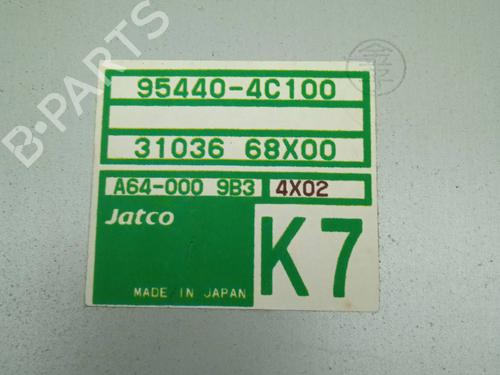 B-PARTS
95440-4C100
31036 68X00
A64-000 9B3 4X02
Jatco
K7
MADE IN JAPAN